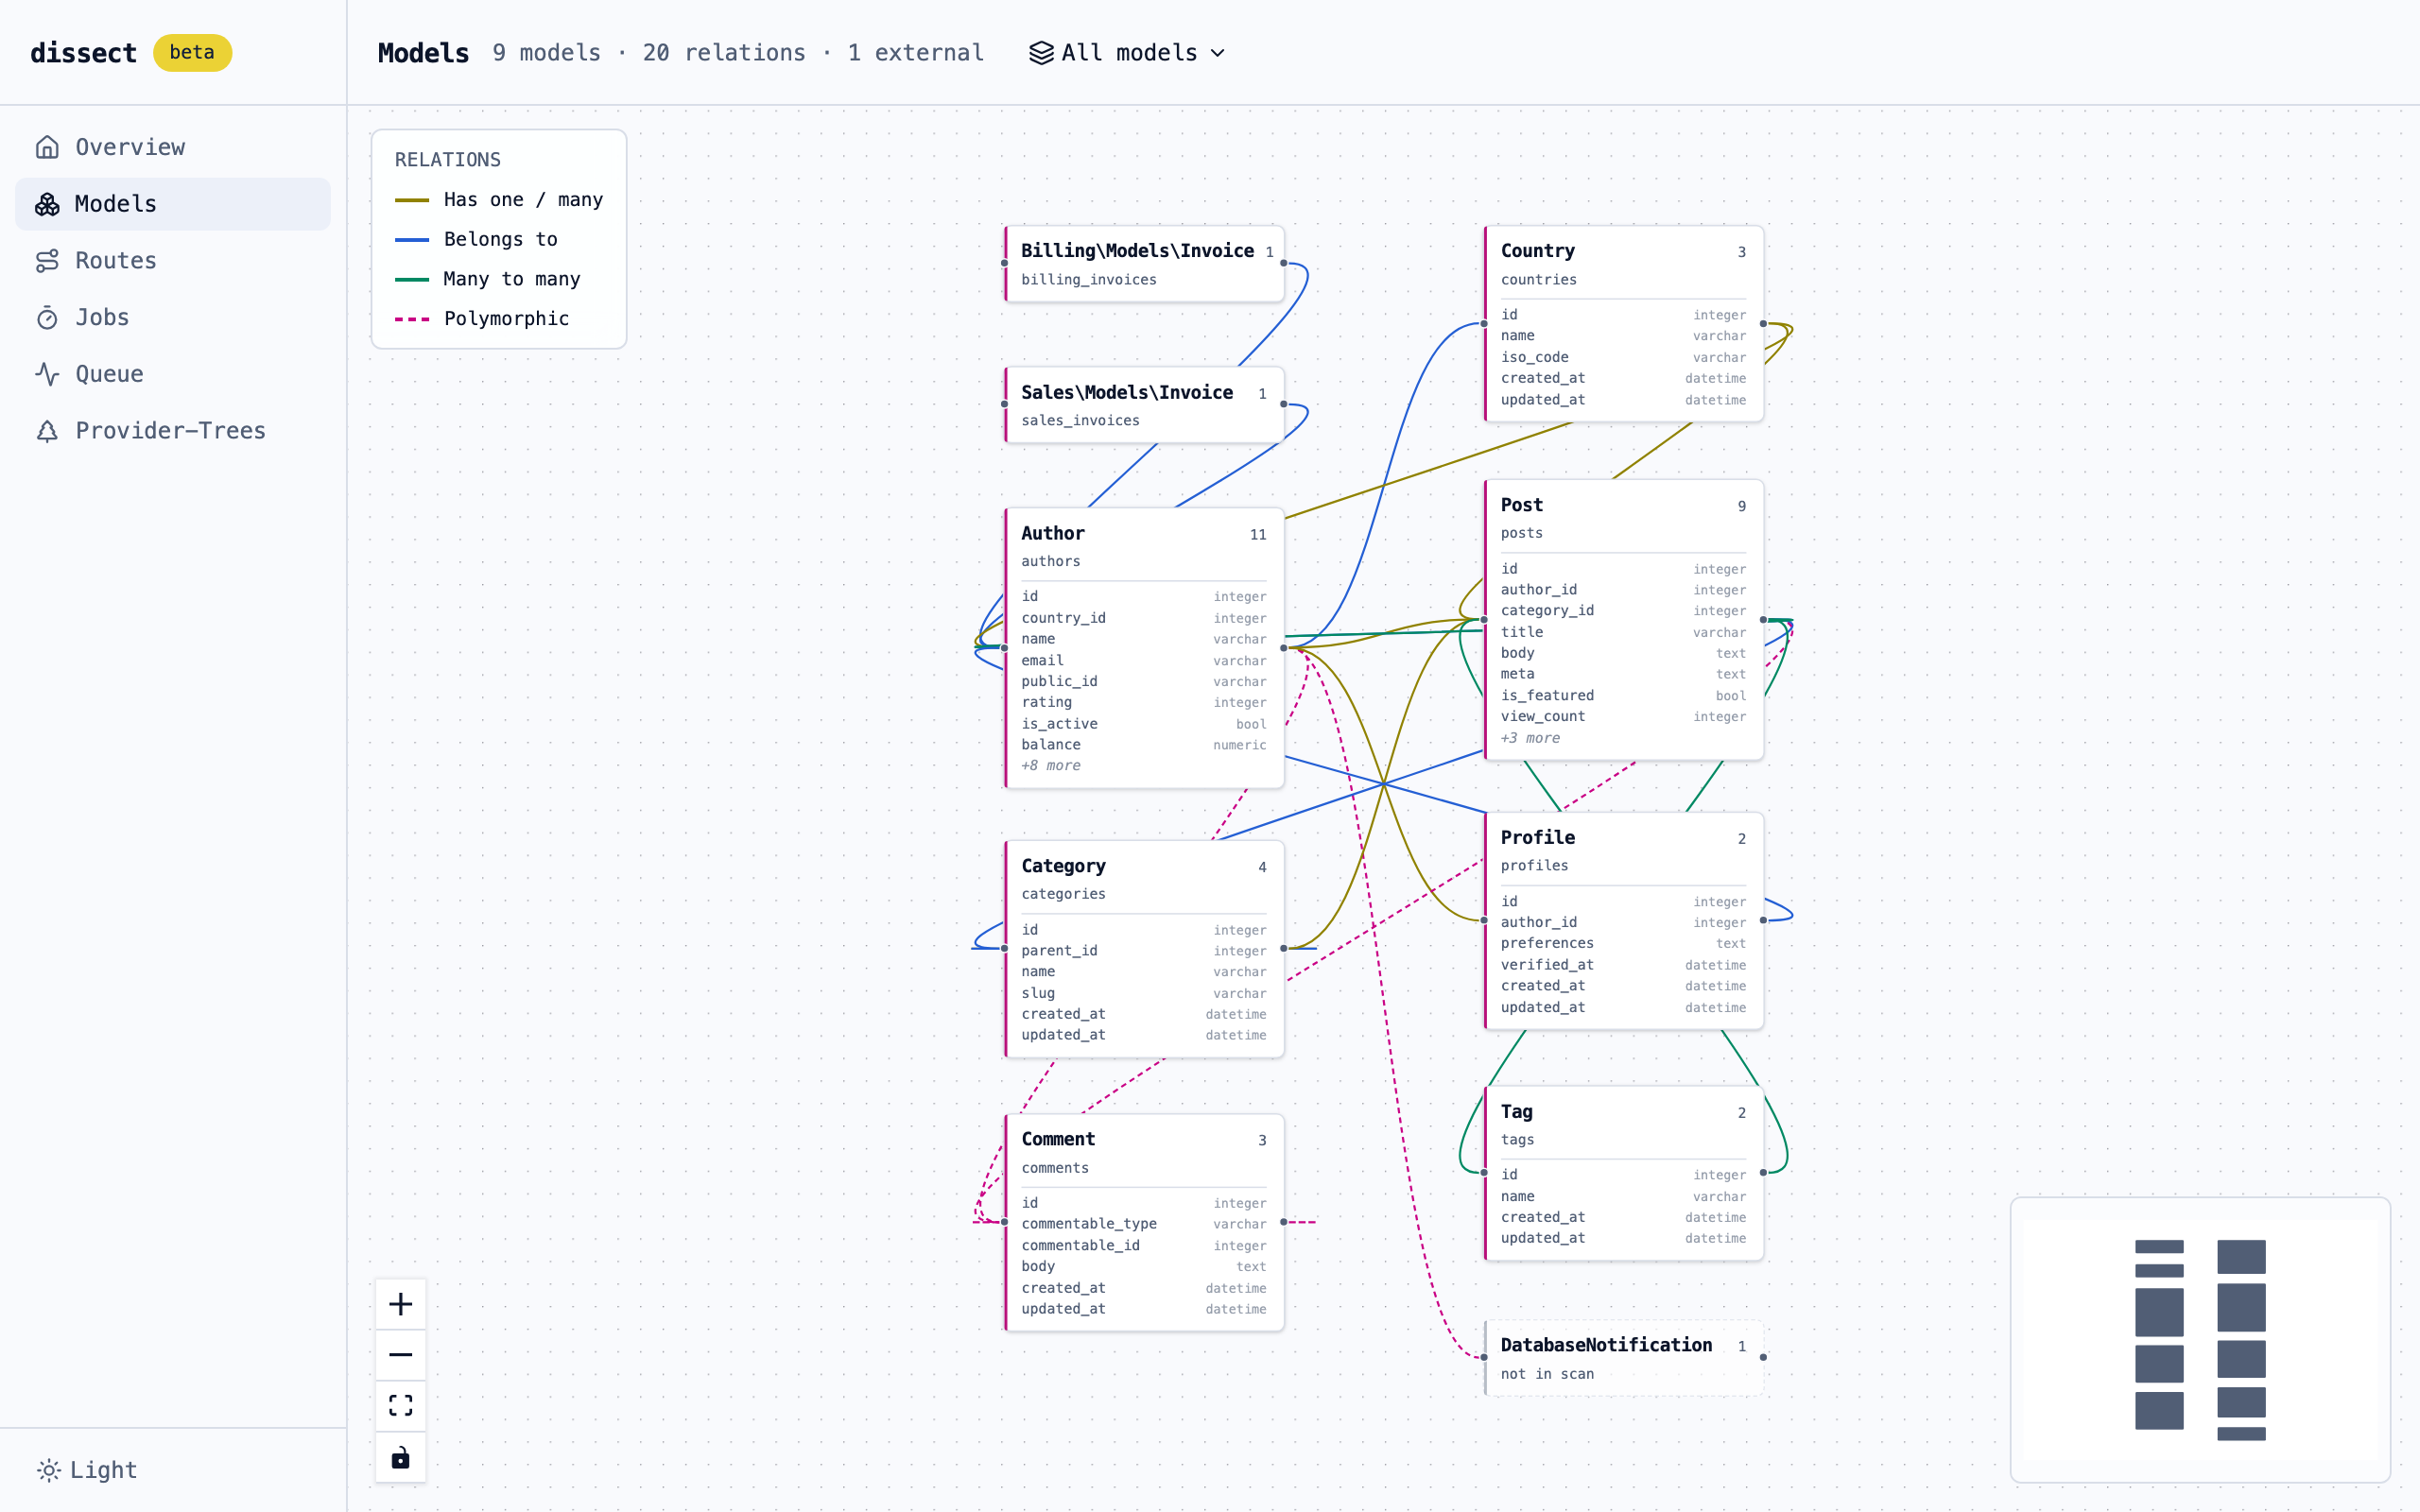 dissect beta
Models 9 models · 20 relations · 1 external All models
Overview
Models
Routes
Jobs
Queue
Provider-Trees
Light
RELATIONS
Has one / many
Belongs to
Many to many
Polymorphic
Billing\Models\Invoice 1
billing_invoices
Sales\Models\Invoice 1
sales_invoices
Author 11
authors
id integer
country_id integer
name varchar
email varchar
public_id varchar
rating integer
is_active bool
balance numeric
+8 more
Category 4
categories
id integer
parent_id integer
name varchar
slug varchar
created_at datetime
updated_at datetime
Comment 3
comments
id integer
commentable_type varchar
commentable_id integer
body text
created_at datetime
updated_at datetime
Country 3
countries
id integer
name varchar
iso_code varchar
created_at datetime
updated_at datetime
Post 9
posts
id integer
author_id integer
category_id integer
title varchar
body text
meta text
is_featured bool
view_count integer
+3 more
Profile 2
profiles
id integer
author_id integer
preferences text
verified_at datetime
created_at datetime
updated_at datetime
Tag 2
tags
id integer
name varchar
created_at datetime
updated_at datetime
DatabaseNotification 1
not in scan